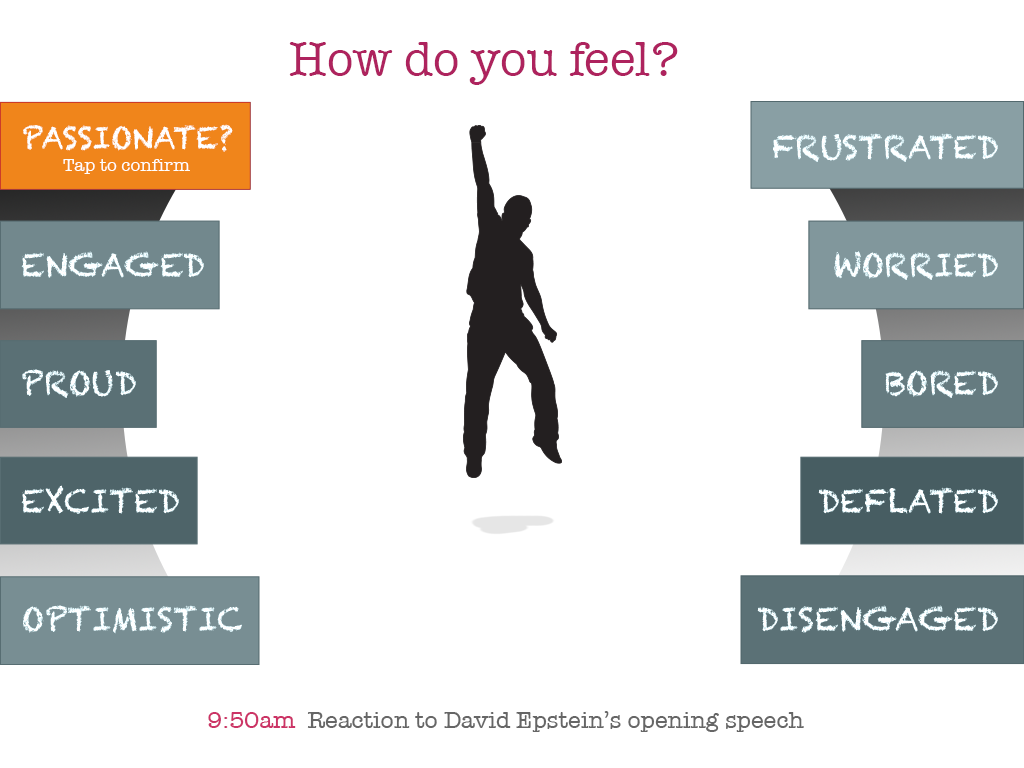 How do you feel?
PASSIONATE?
Tap to confirm
ENGAGED
PROUD
EXCITED
OPTIMISTIC
FRUSTRATED
WORRIED
BORED
DEFLATED
DISENGAGED
9:50am Reaction to David Epstein’s opening speech